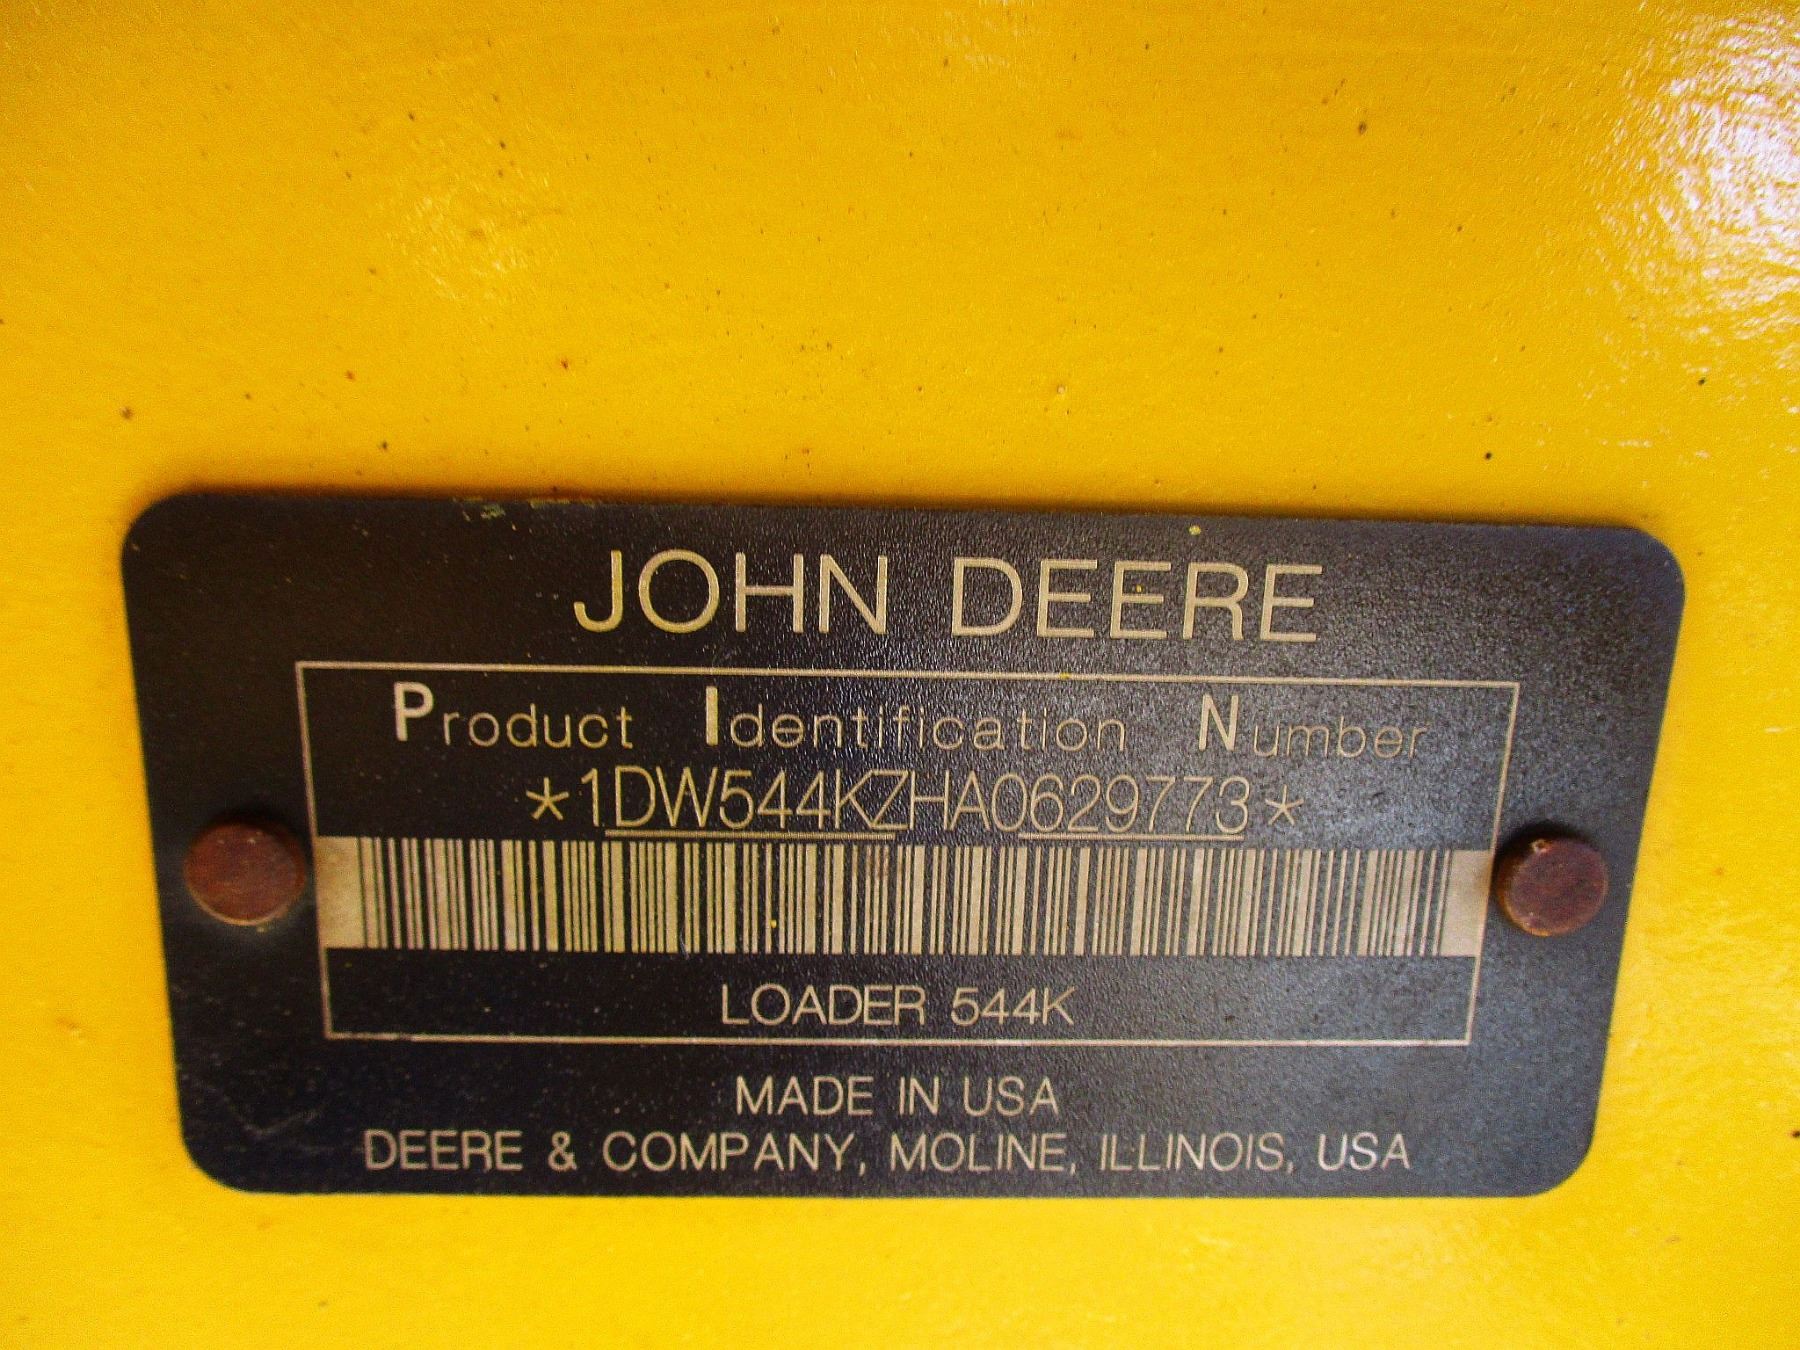 JOHN DEERE
Product Identification Number
*1DW544KZHA0629773*
LOADER 544K
MADE IN USA
DEERE & COMPANY, MOLINE, ILLINOIS, USA